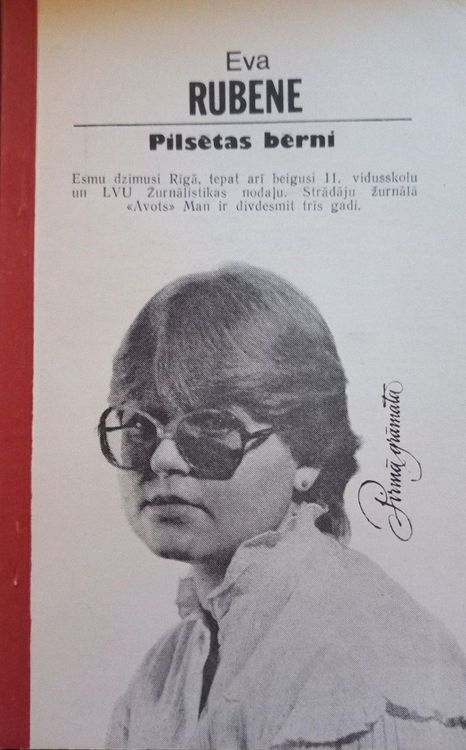 Eva
RUBENE
Pilsētas bērni
Esmu dzimusi Rīgā, tepat arī beigusi 11. vidusskolu
un LVU Žurnālistikas nodaļu. Strādāju žurnālā
«Avots» Man ir divdesmit trīs gadi.
Pirmā grāmata